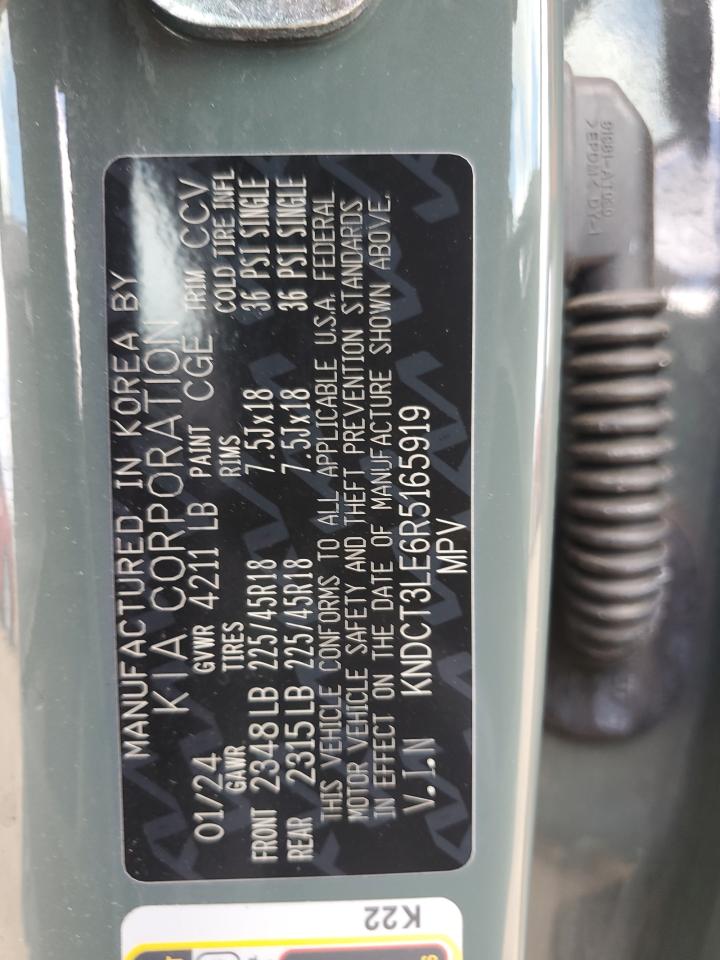 MANUFACTURED IN KOREA BY
KIA CORPORATION
01/24 GVWR 4211 LB PAINT CGE TRIM CCV
GAWR TIRES RIMS COLD TIRE INFL
FRONT 2348 LB 225/45R18 7.5Jx18 36 PSI SINGLE
REAR 2315 LB 225/45R18 7.5Jx18 36 PSI SINGLE
THIS VEHICLE CONFORMS TO ALL APPLICABLE U.S.A. FEDERAL
MOTOR VEHICLE SAFETY AND THEFT PREVENTION STANDARDS
IN EFFECT ON THE DATE OF MANUFACTURE SHOWN ABOVE.
V.I.N KNDCT3LE6R5165919
MPV
K22